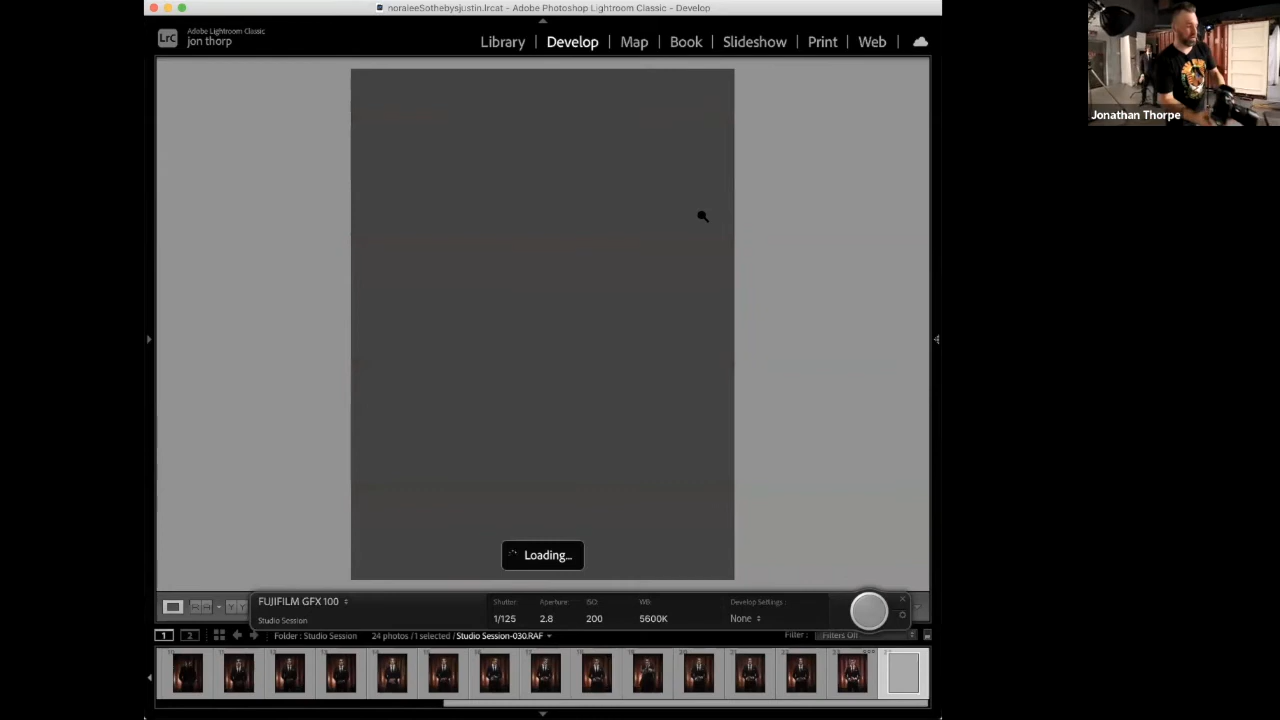 noraleeSothebysjustin.lrcat - Adobe Photoshop Lightroom Classic - Develop
LrC
Adobe Lightroom Classic
jon thorp
Library | Develop | Map | Book | Slideshow | Print | Web |
Jonathan Thorpe
Loading...
FUJIFILM GFX 100
Studio Session
Shutter: Aperture: ISO: WB: Develop Settings :
1/125 2.8 200 5600K None
1 2 Folder : Studio Session 24 photos / 1 selected / Studio Session-030.RAF Filter : Filters Off